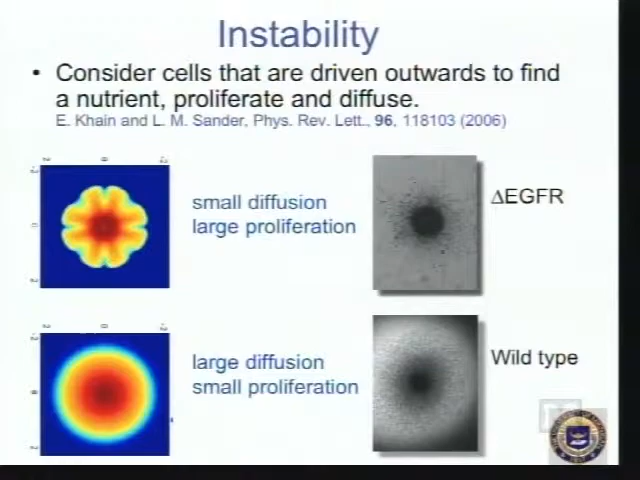 Instability
• Consider cells that are driven outwards to find
a nutrient, proliferate and diffuse.
E. Khain and L. M. Sander, Phys. Rev. Lett., 96, 118103 (2006)
small diffusion
large proliferation
ΔEGFR
large diffusion
small proliferation
Wild type